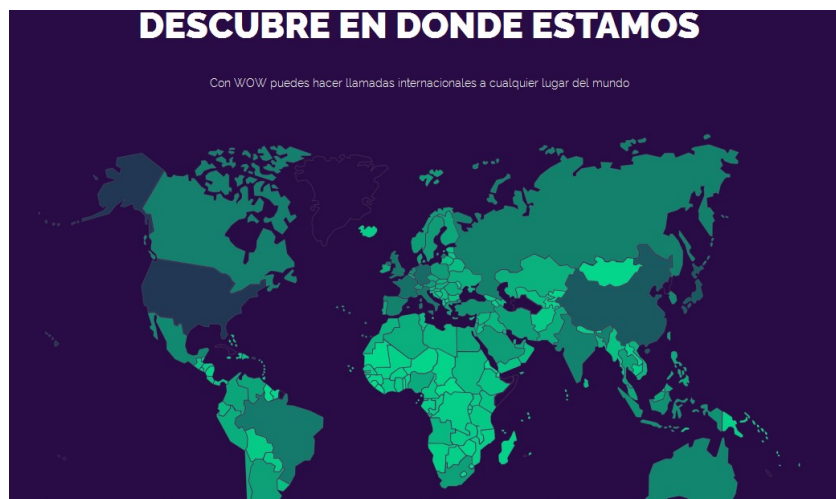 DESCUBRE EN DONDE ESTAMOS
Con WOW puedes hacer llamadas internacionales a cualquier lugar del mundo